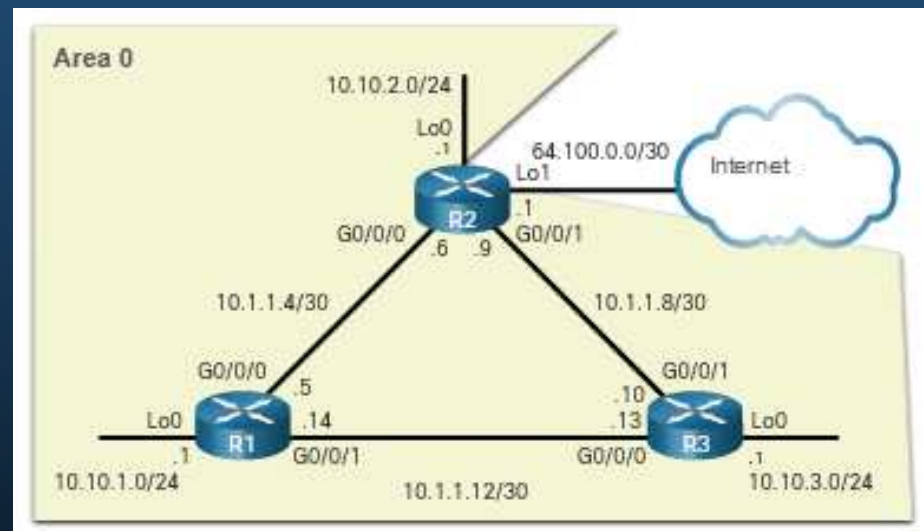 Area 0
10.10.2.0/24
Lo0
.1
64.100.0.0/30
Internet
Lo1
.1
R2
G0/0/0
G0/0/1
.6
.9
10.1.1.4/30
10.1.1.8/30
G0/0/0
G0/0/1
.5
.10
Lo0
.14
.13
Lo0
R1
R3
.1
G0/0/1
G0/0/0
.1
10.10.1.0/24
10.1.1.12/30
10.10.3.0/24